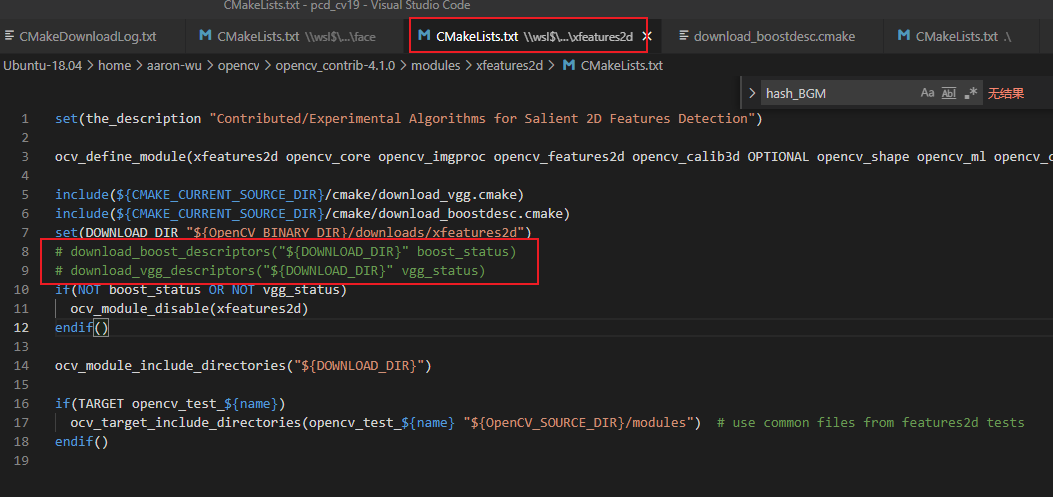 CMakeLists.txt - pcd_cv19 - Visual Studio Code
CMakeDownloadLog.txt
CMakeLists.txt \\wsl$\...\face
CMakeLists.txt \\wsl$\...\xfeatures2d
download_boostdesc.cmake
CMakeLists.txt .\
Ubuntu-18.04 > home > aaron-wu > opencv > opencv_contrib-4.1.0 > modules > xfeatures2d > CMakeLists.txt
hash_BGM Aa Abl .* 无结果
1 set(the_description "Contributed/Experimental Algorithms for Salient 2D Features Detection")
2
3 ocv_define_module(xfeatures2d opencv_core opencv_imgproc opencv_features2d opencv_calib3d OPTIONAL opencv_shape opencv_ml opencv_c
4
5 include(${CMAKE_CURRENT_SOURCE_DIR}/cmake/download_vgg.cmake)
6 include(${CMAKE_CURRENT_SOURCE_DIR}/cmake/download_boostdesc.cmake)
7 set(DOWNLOAD_DIR "${OpenCV_BINARY_DIR}/downloads/xfeatures2d")
8 # download_boost_descriptors("${DOWNLOAD_DIR}" boost_status)
9 # download_vgg_descriptors("${DOWNLOAD_DIR}" vgg_status)
10 if(NOT boost_status OR NOT vgg_status)
11 ocv_module_disable(xfeatures2d)
12 endif()
13
14 ocv_module_include_directories("${DOWNLOAD_DIR}")
15
16 if(TARGET opencv_test_${name})
17 ocv_target_include_directories(opencv_test_${name} "${OpenCV_SOURCE_DIR}/modules") # use common files from features2d tests
18 endif()
19